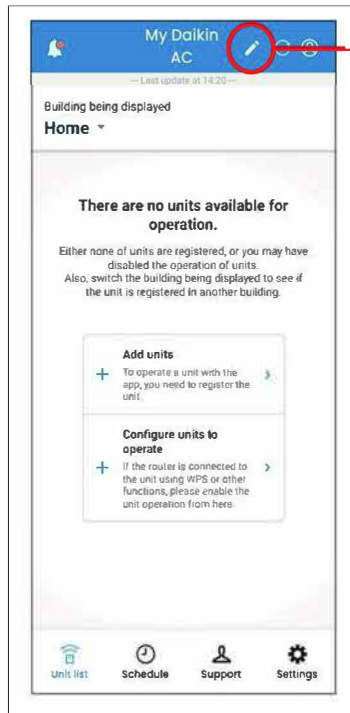 My Daikin
AC
— Last update at 14:20 —
Building being displayed
Home
There are no units available for
operation.
Either none of units are registered, or you may have
disabled the operation of units.
Also, switch the building being displayed to see if
the unit is registered in another building.
Add units
To operate a unit with the
app, you need to register the
unit.
Configure units to
operate
If the router is connected to
the unit using WPS or other
functions, please enable the
unit operation from here.
Unit list
Schedule
Support
Settings